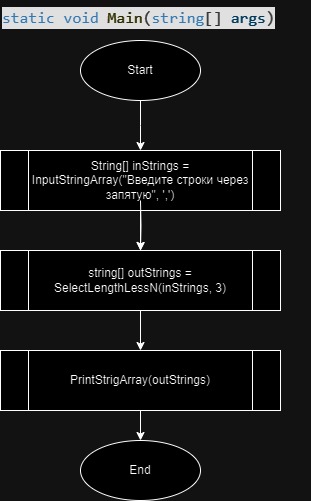 static void Main(string[] args)
Start
String[] inStrings =
InputStringArray("Введите строки через
запятую", ',')
string[] outStrings =
SelectLengthLessN(inStrings, 3)
PrintStrigArray(outStrings)
End